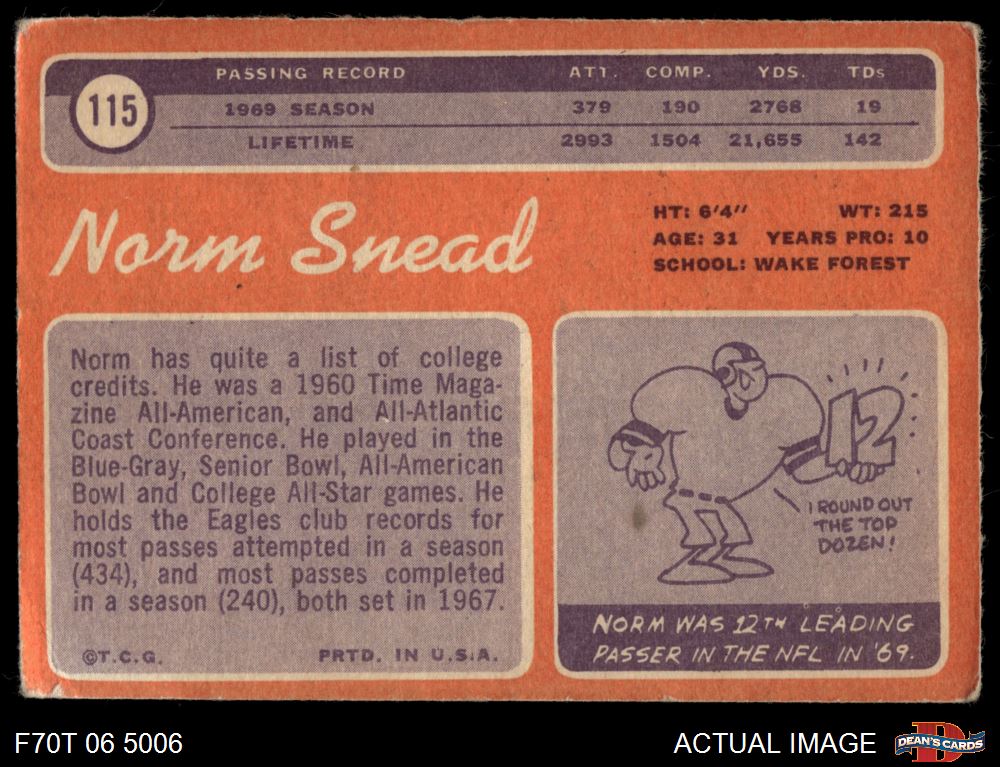 115
PASSING RECORD ATT. COMP. YDS. TDs
1969 SEASON 379 190 2768 19
LIFETIME 2993 1504 21,655 142
Norm Snead
HT: 6'4" WT: 215
AGE: 31 YEARS PRO: 10
SCHOOL: WAKE FOREST
Norm has quite a list of college
credits. He was a 1960 Time Maga-
zine All-American, and All-Atlantic
Coast Conference. He played in the
Blue-Gray, Senior Bowl, All-American
Bowl and College All-Star games. He
holds the Eagles club records for
most passes attempted in a season
(434), and most passes completed
in a season (240), both set in 1967.
©T.C.G. PRTD. IN U.S.A.
12
I ROUND OUT
THE TOP
DOZEN!
NORM WAS 12TH LEADING
PASSER IN THE NFL IN '69.
F70T 06 5006
ACTUAL IMAGE
D
DEAN'S CARDS